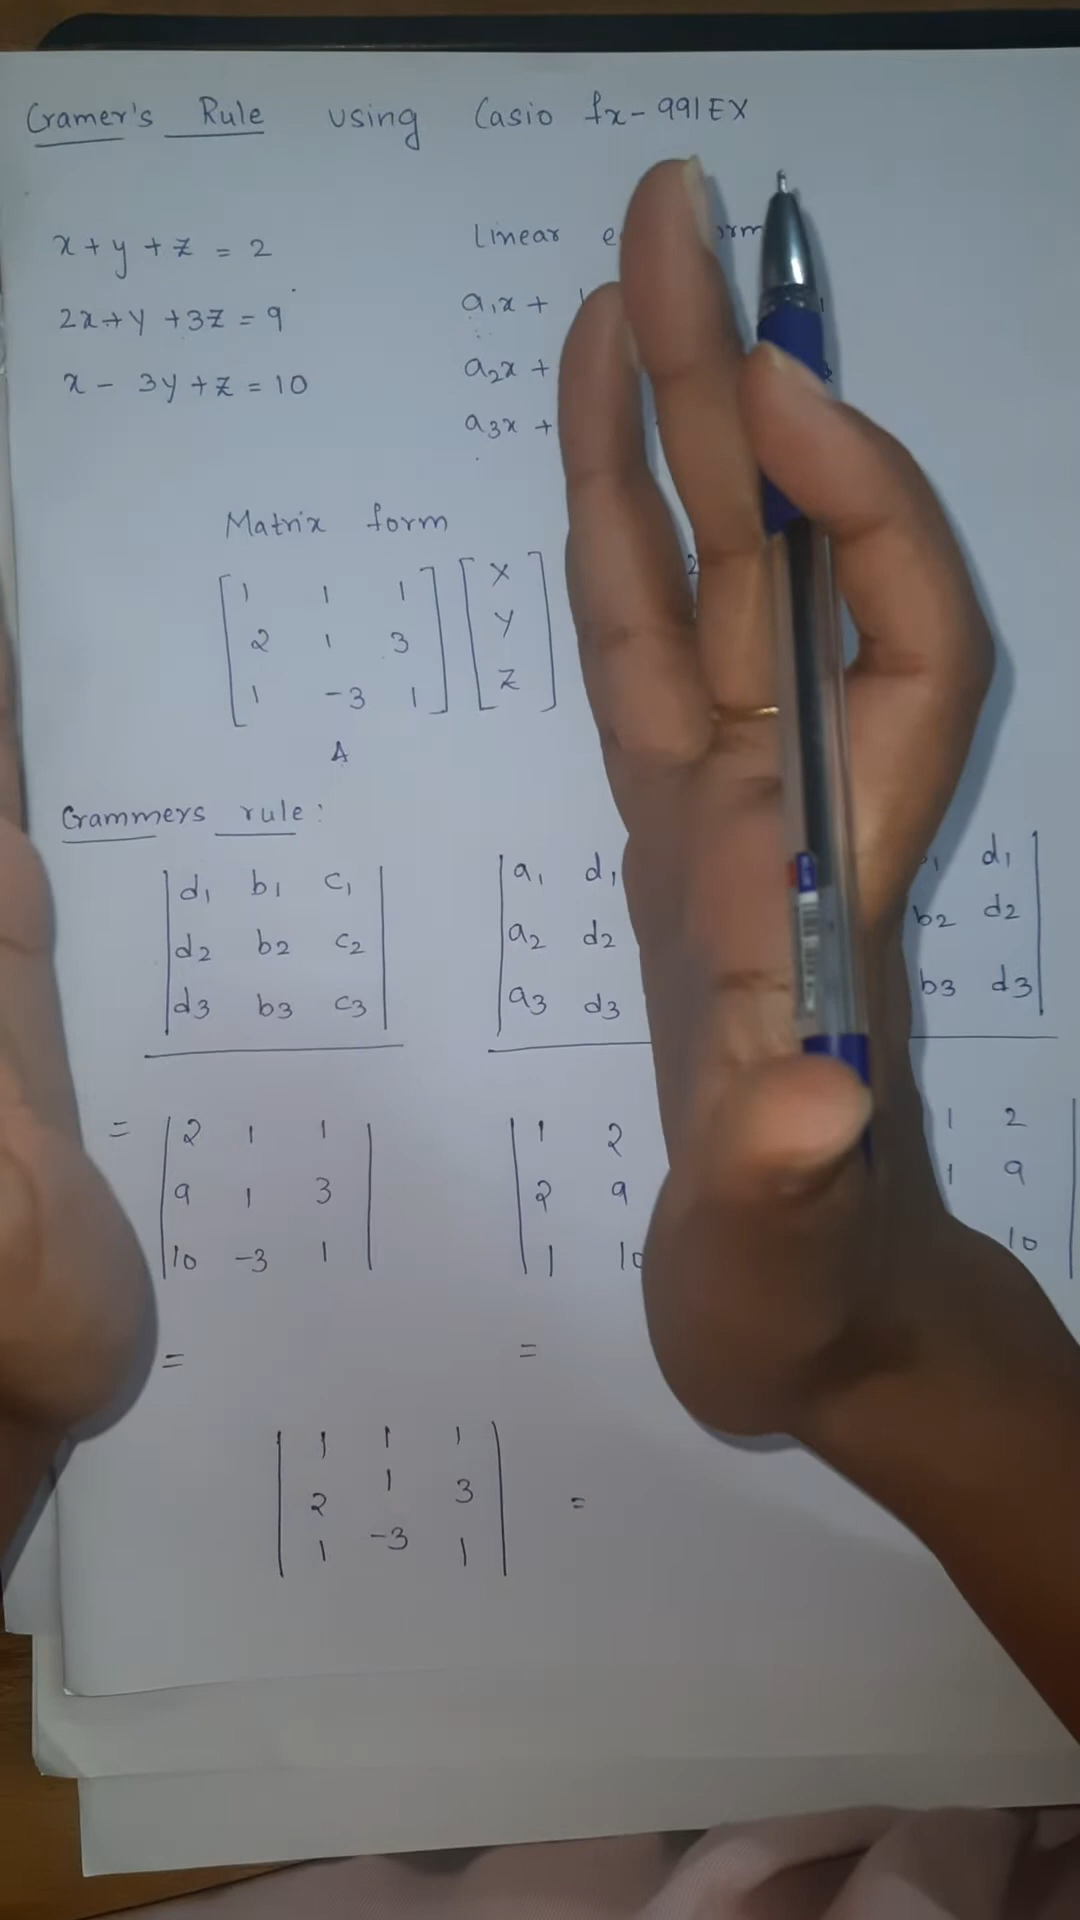 Cramer's Rule using Casio fx-991EX
x + y + z = 2
2x + y + 3z = 9
x - 3y + z = 10
Linear
a1x +
a2x +
a3x +
Matrix form
1 1 1 x
2 1 3 y
1 -3 1 z
A
Crammers rule:
d1 b1 c1 a1 d1 d1
d2 b2 c2 a2 d2 b2 d2
d3 b3 c3 a3 d3 b3 d3
= 2 1 1 1 2 1 2
9 1 3 2 9 1 9
10 -3 1 1 10 10
= =
1 1 1
2 1 3 =
1 -3 1